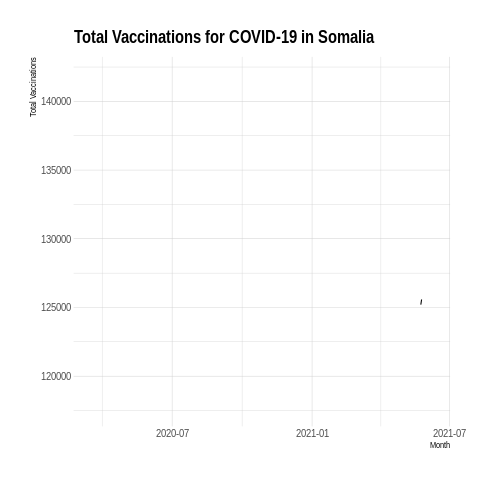 Total Vaccinations for COVID-19 in Somalia
Total Vaccinations
140000
135000
130000
125000
120000
2020-07
2021-01
2021-07
Month